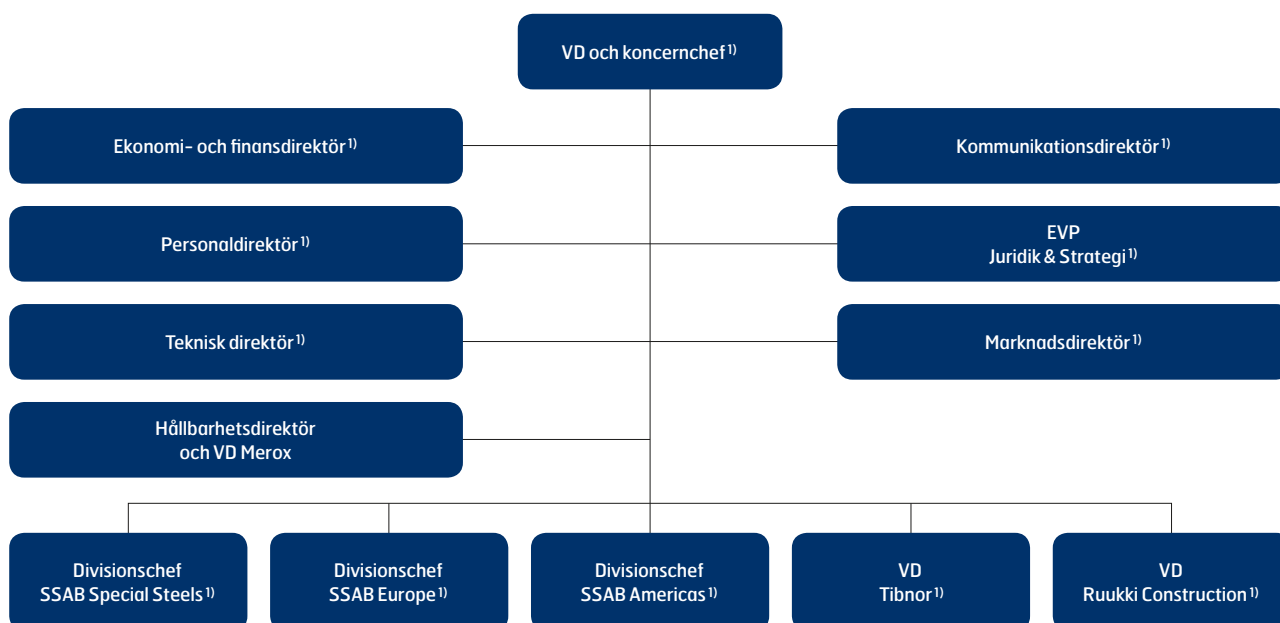 VD och koncernchef 1)
Ekonomi- och finansdirektör 1)
Kommunikationsdirektör 1)
Personaldirektör 1)
EVP
Juridik & Strategi 1)
Teknisk direktör 1)
Marknadsdirektör 1)
Hållbarhetsdirektör
och VD Merox
Divisionschef
SSAB Special Steels 1)
Divisionschef
SSAB Europe 1)
Divisionschef
SSAB Americas 1)
VD
Tibnor 1)
VD
Ruukki Construction 1)